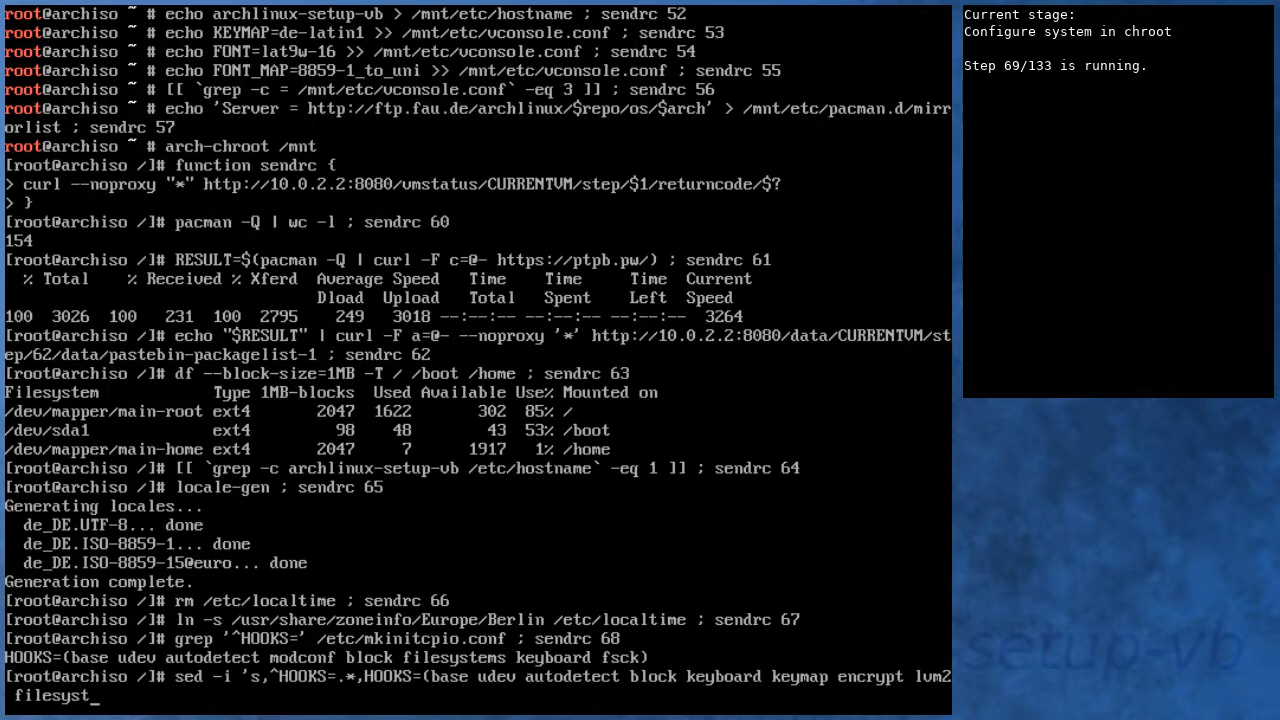 root@archiso ~ # echo archlinux-setup-vb > /mnt/etc/hostname ; sendrc 52
root@archiso ~ # echo KEYMAP=de-latin1 >> /mnt/etc/vconsole.conf ; sendrc 53
root@archiso ~ # echo FONT=lat9w-16 >> /mnt/etc/vconsole.conf ; sendrc 54
root@archiso ~ # echo FONT_MAP=8859-1_to_uni >> /mnt/etc/vconsole.conf ; sendrc 55
root@archiso ~ # [[ `grep -c = /mnt/etc/vconsole.conf` -eq 3 ]] ; sendrc 56
root@archiso ~ # echo 'Server = http://ftp.fau.de/archlinux/$repo/os/$arch' > /mnt/etc/pacman.d/mirr
orlist ; sendrc 57
root@archiso ~ # arch-chroot /mnt
[root@archiso /]# function sendrc {
> curl --noproxy "*" http://10.0.2.2:8080/vmstatus/CURRENTVM/step/$1/returncode/$?
> }
[root@archiso /]# pacman -Q | wc -l ; sendrc 60
154
[root@archiso /]# RESULT=$(pacman -Q | curl -F c=@- https://ptpb.pw/) ; sendrc 61
  % Total    % Received % Xferd  Average Speed   Time    Time     Time  Current
                                 Dload  Upload   Total   Spent    Left  Speed
100  3026  100   231  100  2795    249   3018 --:--:-- --:--:-- --:--:--  3264
[root@archiso /]# echo "$RESULT" | curl -F a=@- --noproxy '*' http://10.0.2.2:8080/data/CURRENTVM/st
ep/62/data/pastebin-packagelist-1 ; sendrc 62
[root@archiso /]# df --block-size=1MB -T / /boot /home ; sendrc 63
Filesystem            Type 1MB-blocks  Used Available Use% Mounted on
/dev/mapper/main-root ext4       2047  1622       302  85% /
/dev/sda1             ext4         98    48        43  53% /boot
/dev/mapper/main-home ext4       2047     7      1917   1% /home
[root@archiso /]# [[ `grep -c archlinux-setup-vb /etc/hostname` -eq 1 ]] ; sendrc 64
[root@archiso /]# locale-gen ; sendrc 65
Generating locales...
  de_DE.UTF-8... done
  de_DE.ISO-8859-1... done
  de_DE.ISO-8859-15@euro... done
Generation complete.
[root@archiso /]# rm /etc/localtime ; sendrc 66
[root@archiso /]# ln -s /usr/share/zoneinfo/Europe/Berlin /etc/localtime ; sendrc 67
[root@archiso /]# grep '^HOOKS=' /etc/mkinitcpio.conf ; sendrc 68
HOOKS=(base udev autodetect modconf block filesystems keyboard fsck)
[root@archiso /]# sed -i 's,^HOOKS=.*,HOOKS=(base udev autodetect block keyboard keymap encrypt lvm2
 filesyst_
Current stage:
Configure system in chroot
Step 69/133 is running.
setup-vb